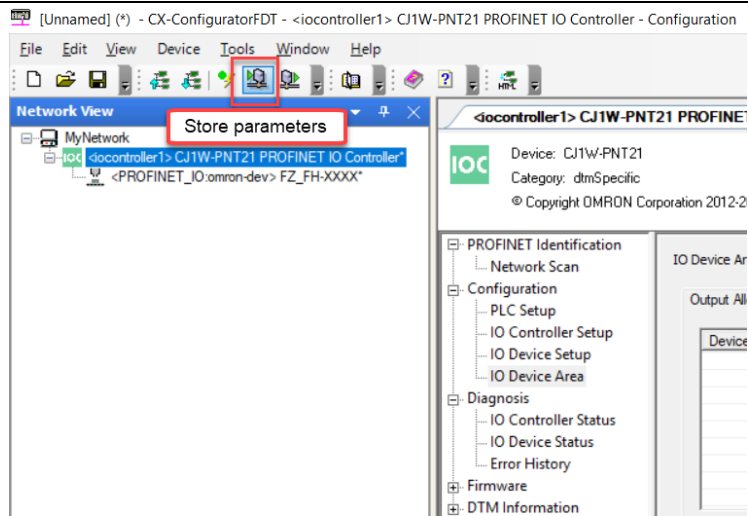 [Unnamed] (*) - CX-ConfiguratorFDT - <iocontroller1> CJ1W-PNT21 PROFINET IO Controller - Configuration
File Edit View Device Tools Window Help
Network View
Store parameters
MyNetwork
IOC <iocontroller1> CJ1W-PNT21 PROFINET IO Controller*
<PROFINET_IO:omron-dev> FZ_FH-XXXX*
<iocontroller1> CJ1W-PNT21 PROFINET
IOC
Device: CJ1W-PNT21
Category: dtmSpecific
© Copyright OMRON Corporation 2012-2
PROFINET Identification
Network Scan
Configuration
PLC Setup
IO Controller Setup
IO Device Setup
IO Device Area
Diagnosis
IO Controller Status
IO Device Status
Error History
Firmware
DTM Information
IO Device Ar
Output All
Device